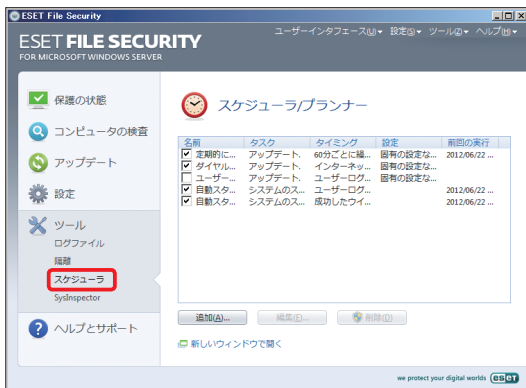 ESET File Security
ESET FILE SECURITY
FOR MICROSOFT WINDOWS SERVER
ユーザーインタフェース(U)▾ 設定(S)▾ ツール(Z)▾ ヘルプ(H)▾
保護の状態
コンピュータの検査
アップデート
設定
ツール
ログファイル
隔離
スケジューラ
SysInspector
ヘルプとサポート
スケジューラ/プランナー
名前 タスク タイミング 設定 前回の実行
定期的に... アップデート. 60分ごとに繰... 固有の設定な... 2012/06/22 ...
ダイヤル... アップデート. インターネッ... 固有の設定な...
ユーザー... アップデート. ユーザーログ... 固有の設定な...
自動スタ... システムのス... ユーザーログ... 2012/06/22 ...
自動スタ... システムのス... 成功したウイ... 2012/06/22 ...
追加(A)... 編集(E)... 削除(D)
新しいウィンドウで開く
we protect your digital worlds eset